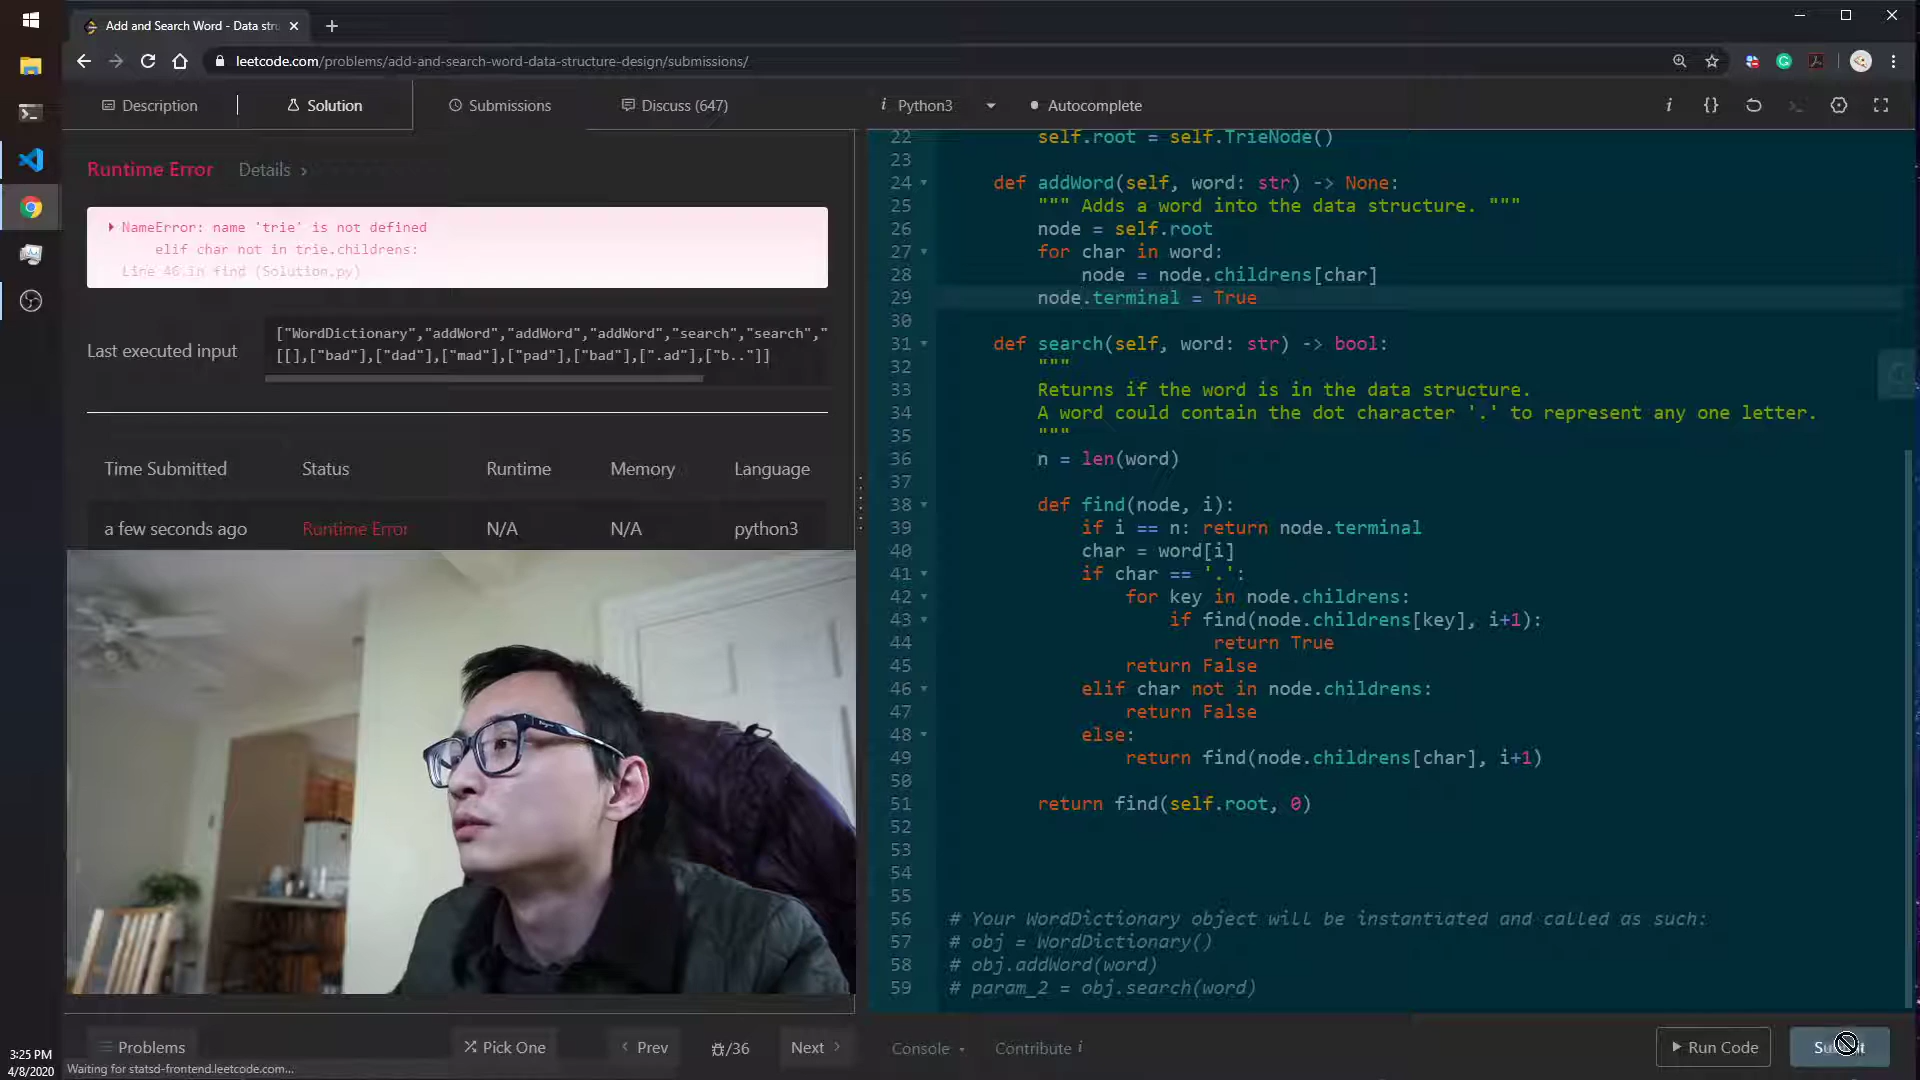 Add and Search Word - Data stru
leetcode.com/problems/add-and-search-word-data-structure-design/submissions/
Description
Solution
Submissions
Discuss (647)
i Python3
Autocomplete
Runtime Error
Details
NameError: name 'trie' is not defined
elif char not in trie.childrens:
Line 46 in find (Solution.py)
Last executed input
["WordDictionary","addWord","addWord","addWord","search","search","
[[],["bad"],["dad"],["mad"],["pad"],["bad"],[".ad"],["b.."]]
Time Submitted Status Runtime Memory Language
a few seconds ago Runtime Error N/A N/A python3
22 self.root = self.TrieNode()
23
24 def addWord(self, word: str) -> None:
25 """ Adds a word into the data structure. """
26 node = self.root
27 for char in word:
28 node = node.childrens[char]
29 node.terminal = True
30
31 def search(self, word: str) -> bool:
32 """
33 Returns if the word is in the data structure.
34 A word could contain the dot character '.' to represent any one letter.
35 """
36 n = len(word)
37
38 def find(node, i):
39 if i == n: return node.terminal
40 char = word[i]
41 if char == '.':
42 for key in node.childrens:
43 if find(node.childrens[key], i+1):
44 return True
45 return False
46 elif char not in node.childrens:
47 return False
48 else:
49 return find(node.childrens[char], i+1)
50
51 return find(self.root, 0)
52
53
54
55
56 # Your WordDictionary object will be instantiated and called as such:
57 # obj = WordDictionary()
58 # obj.addWord(word)
59 # param_2 = obj.search(word)
Problems
Pick One
Prev
/36
Next
Console
Contribute i
Run Code
Waiting for statsd-frontend.leetcode.com...
3:25 PM
4/8/2020